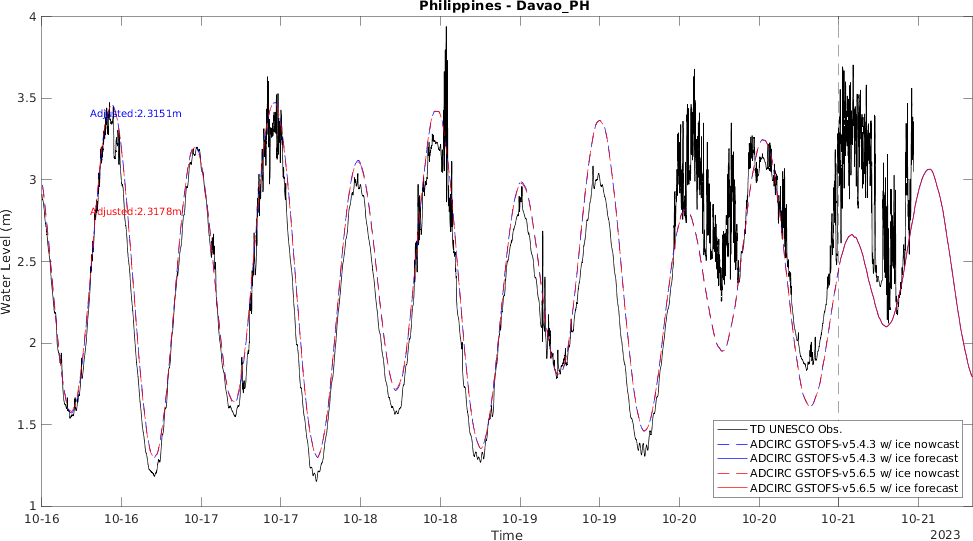 Philippines - Davao_PH
4
3.5
3
2.5
2
1.5
1
Water Level (m)
Adjusted:2.3151m
Adjusted:2.3178m
TD UNESCO Obs.
ADCIRC GSTOFS-v5.4.3 w/ ice nowcast
ADCIRC GSTOFS-v5.4.3 w/ ice forecast
ADCIRC GSTOFS-v5.6.5 w/ ice nowcast
ADCIRC GSTOFS-v5.6.5 w/ ice forecast
10-16 10-16 10-17 10-17 10-18 10-18 10-19 10-19 10-20 10-20 10-21 10-21
2023
Time